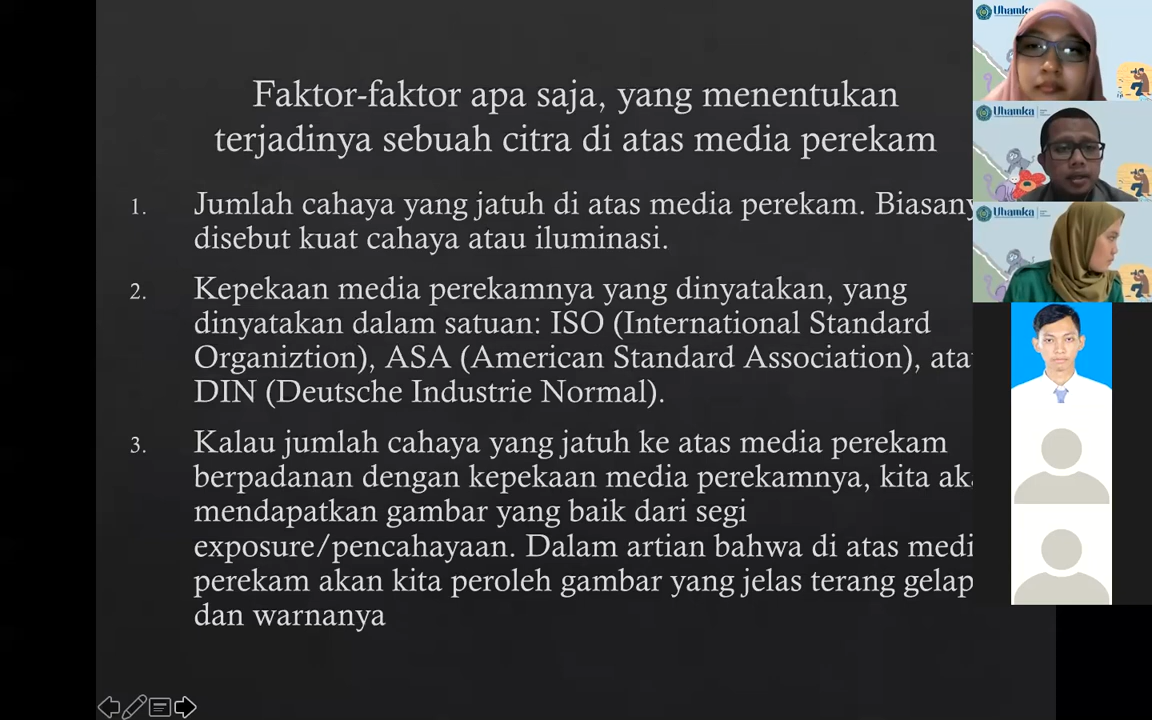 Faktor-faktor apa saja, yang menentukan
terjadinya sebuah citra di atas media perekam
1. Jumlah cahaya yang jatuh di atas media perekam.
disebut kuat cahaya atau iluminasi.
2. Kepekaan media perekamnya yang dinyatakan, yang
dinyatakan dalam satuan: ISO (International Standard
Organiztion), ASA (American Standard Association),
DIN (Deutsche Industrie Normal).
3. Kalau jumlah cahaya yang jatuh ke atas media perekam
berpadanan dengan kepekaan media perekamnya, kita
mendapatkan gambar yang baik dari segi
exposure/pencahayaan. Dalam artian bahwa di atas
perekam akan kita peroleh gambar yang jelas terang gelap
dan warnanya
Uhamka
Uhamka